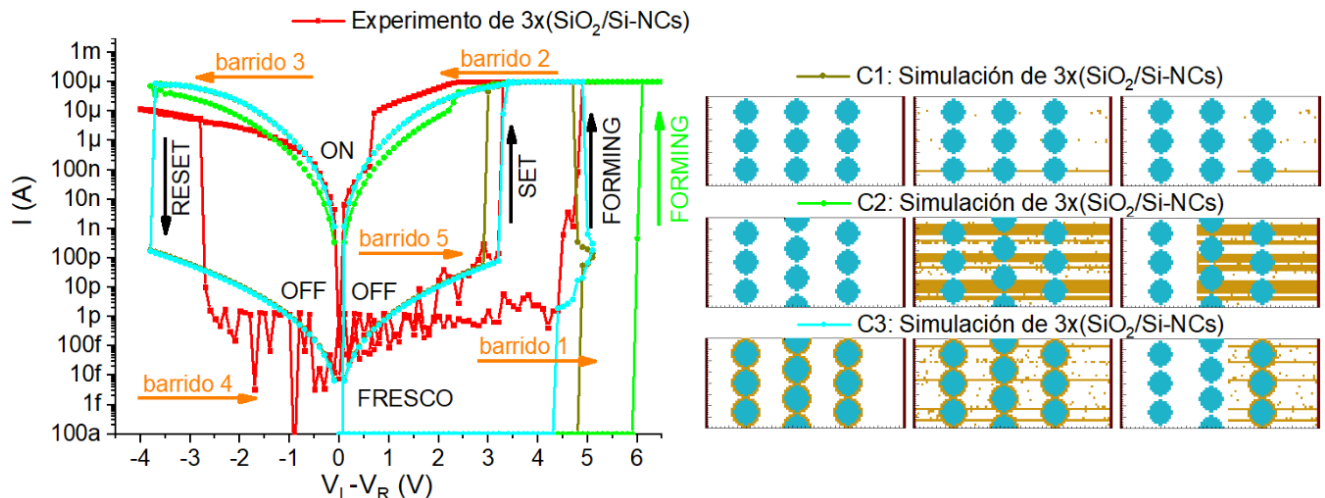 Experimento de 3x(SiO₂/Si-NCs)
I (A)
1m
100µ
10µ
1µ
100n
10n
1n
100p
10p
1p
100f
10f
1f
100a
barrido 3
barrido 2
RESET
ON
SET
FORMING
FORMING
barrido 5
OFF
OFF
barrido 1
barrido 4
FRESCO
-4 -3 -2 -1 0 1 2 3 4 5 6
V_L-V_R (V)
C1: Simulación de 3x(SiO₂/Si-NCs)
C2: Simulación de 3x(SiO₂/Si-NCs)
C3: Simulación de 3x(SiO₂/Si-NCs)